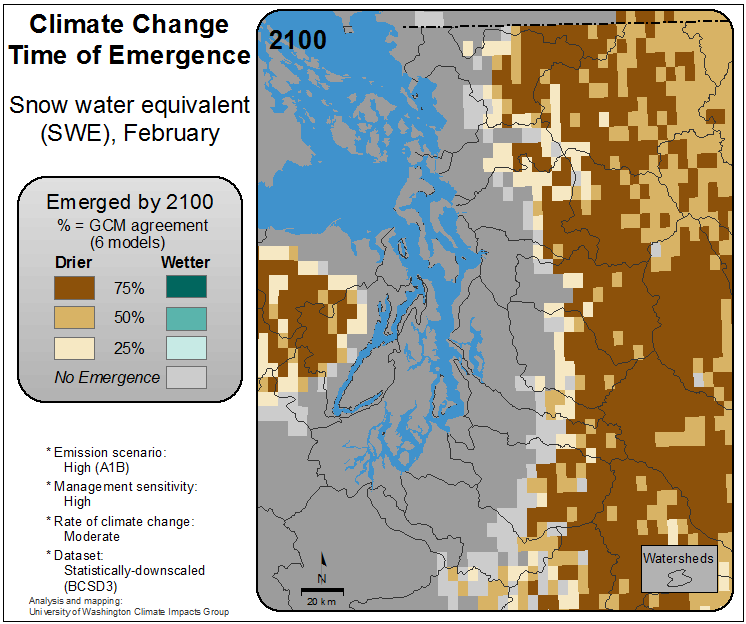 Climate Change
Time of Emergence
Snow water equivalent
(SWE), February
Emerged by 2100
% = GCM agreement
(6 models)
Drier Wetter
75%
50%
25%
No Emergence
* Emission scenario:
High (A1B)
* Management sensitivity:
High
* Rate of climate change:
Moderate
* Dataset:
Statistically-downscaled
(BCSD3)
Analysis and mapping:
University of Washington Climate Impacts Group
2100
N
20 km
Watersheds